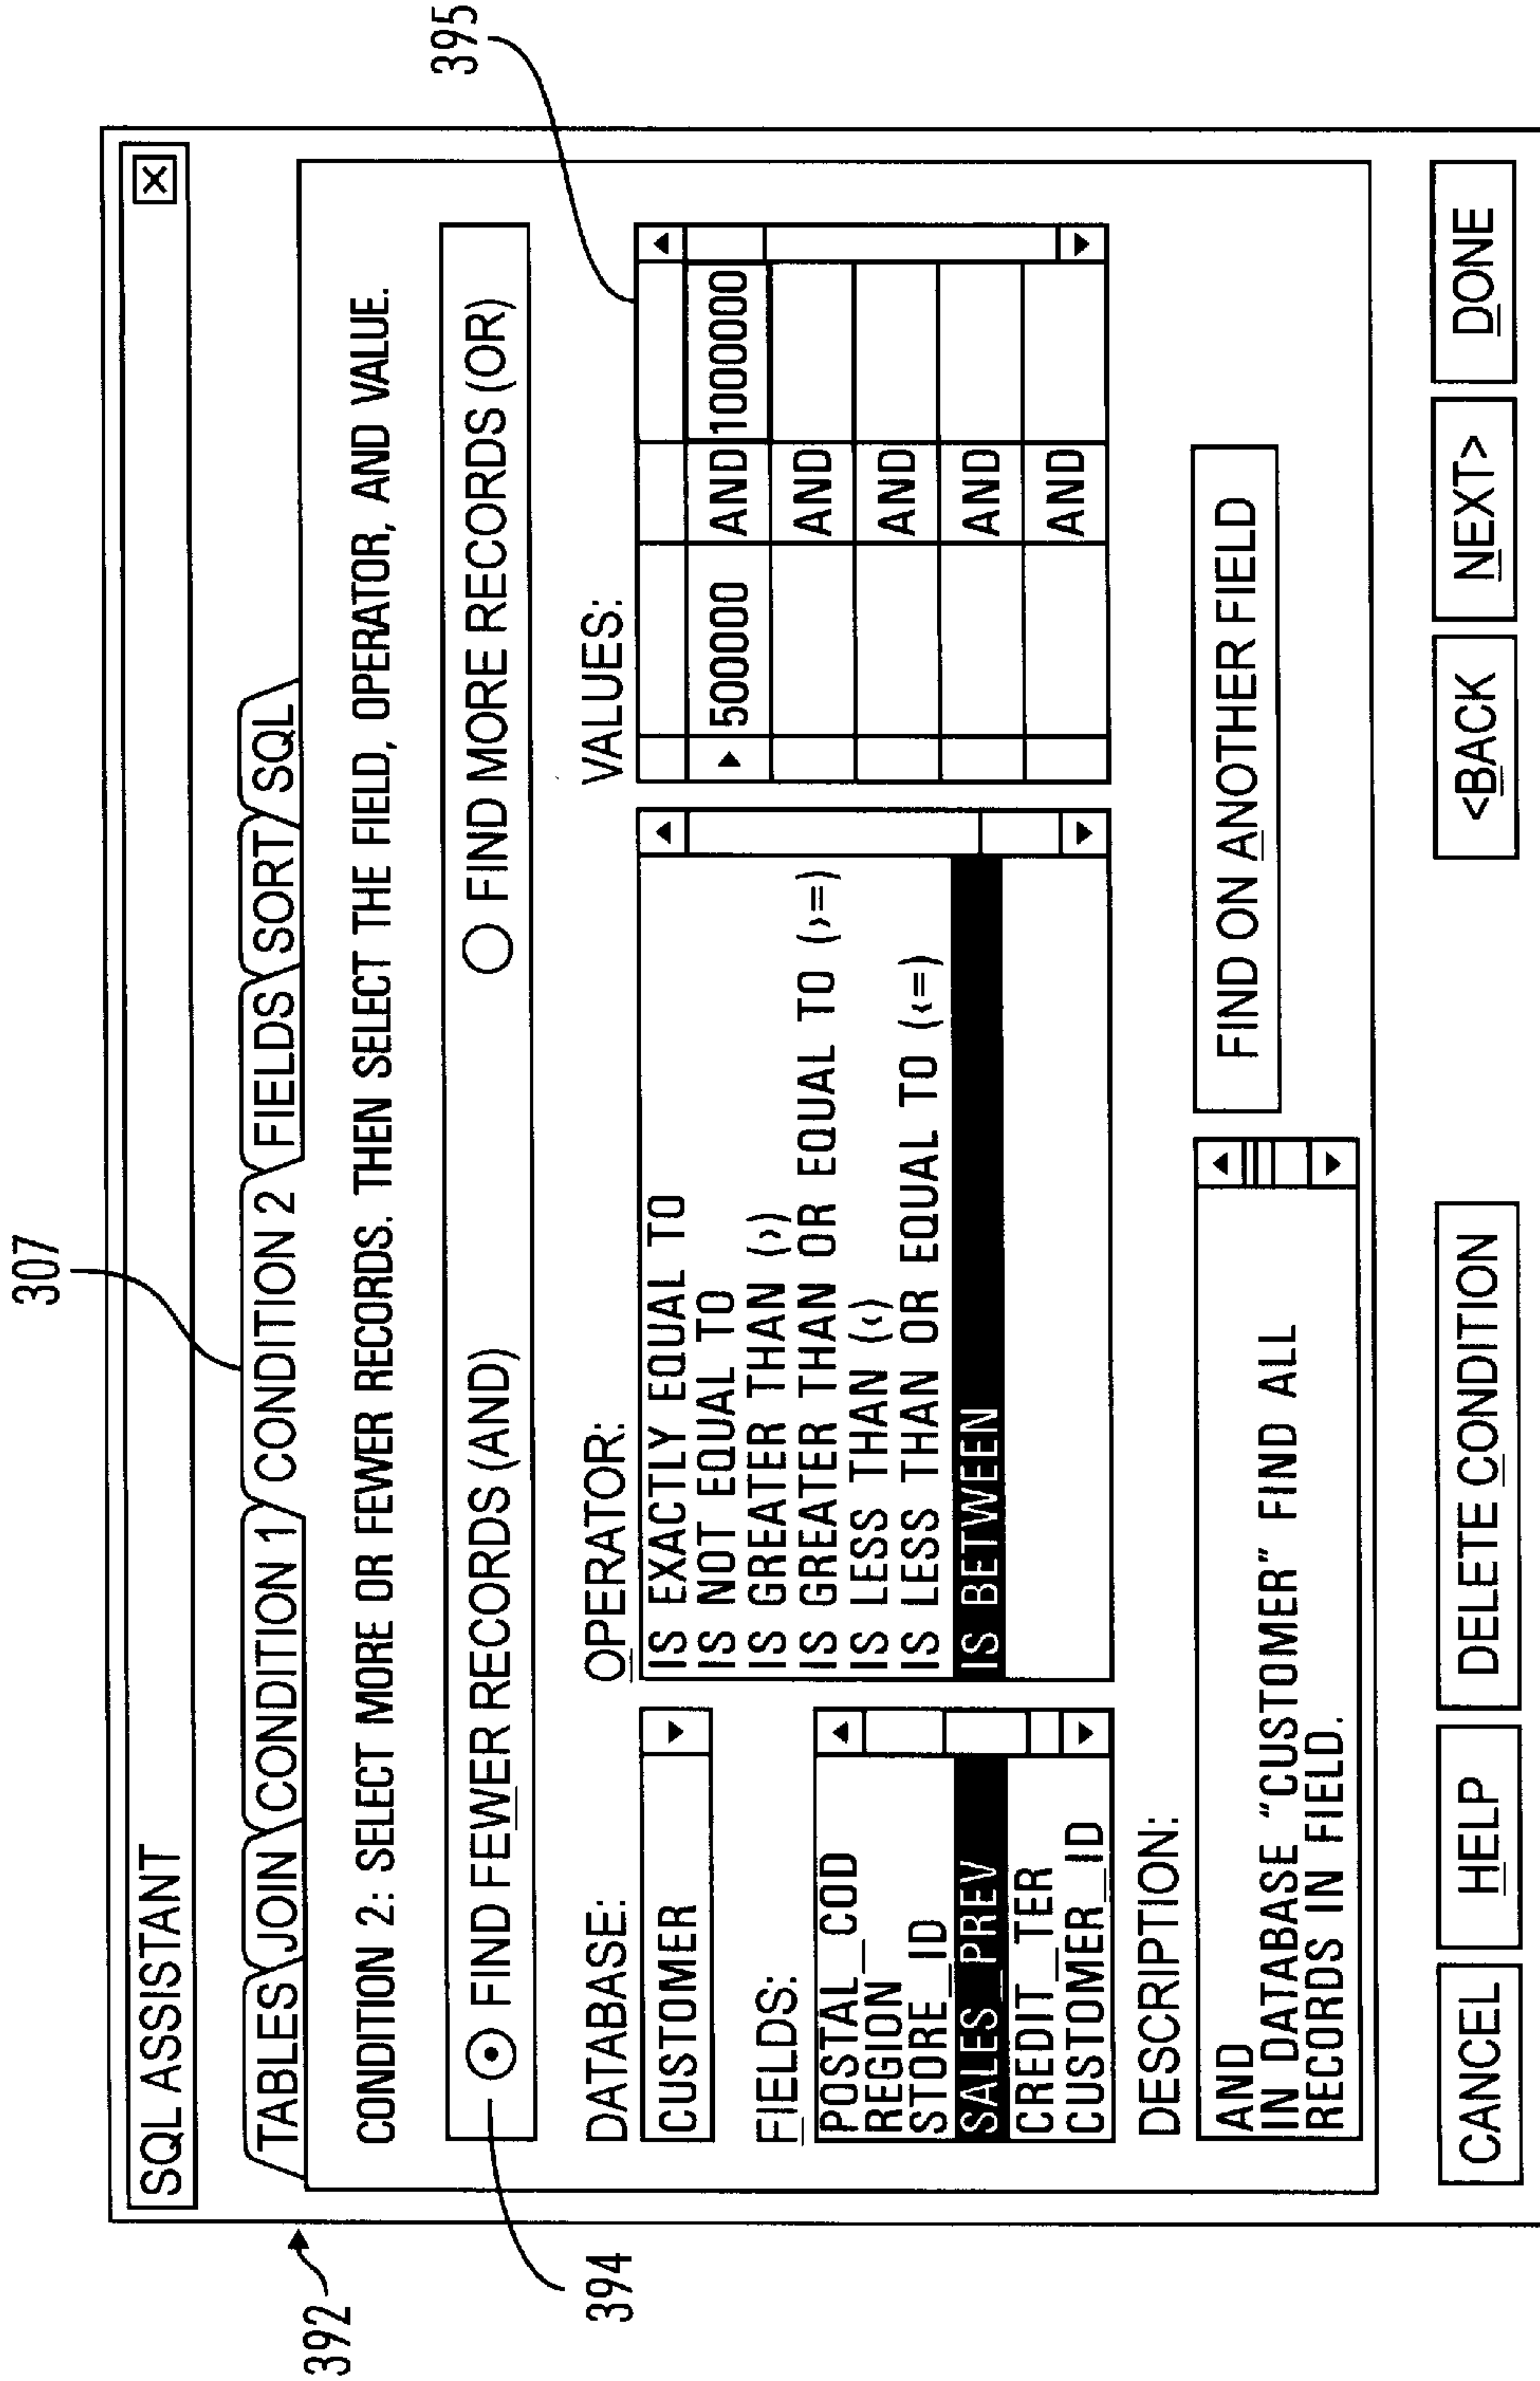 307
395
SQL ASSISTANT
TABLES JOIN CONDITION 1 CONDITION 2 FIELDS SORT SQL
392
CONDITION 2: SELECT MORE OR FEWER RECORDS. THEN SELECT THE FIELD, OPERATOR, AND VALUE.
394
FIND FEWER RECORDS (AND) FIND MORE RECORDS (OR)
DATABASE:
CUSTOMER
FIELDS:
POSTAL_COD
REGION
STORE_ID
SALES_PREV
CREDIT_TER
CUSTOMER_ID
OPERATOR:
IS EXACTLY EQUAL TO
IS NOT EQUAL TO
IS GREATER THAN (>)
IS GREATER THAN OR EQUAL TO (>=)
IS LESS THAN (<)
IS LESS THAN OR EQUAL TO (<=)
IS BETWEEN
VALUES:
500000 AND 1000000
AND
AND
AND
AND
DESCRIPTION:
AND
IN DATABASE "CUSTOMER" FIND ALL
RECORDS IN FIELD.
FIND ON ANOTHER FIELD
CANCEL HELP DELETE CONDITION <BACK NEXT> DONE